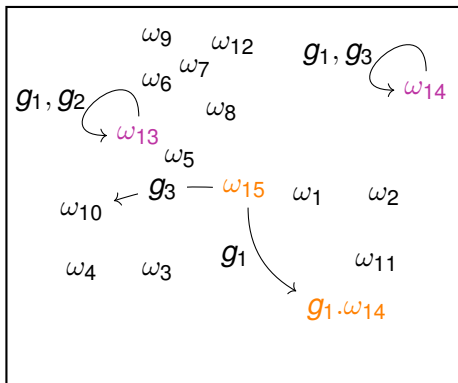 ω₉
ω₁₂
g₁, g₃
ω₇
ω₆
ω₁₄
g₁, g₂
ω₈
ω₁₃
ω₅
g₃
ω₁₅
ω₁
ω₂
ω₁₀
g₁
ω₁₁
ω₄
ω₃
g₁.ω₁₄